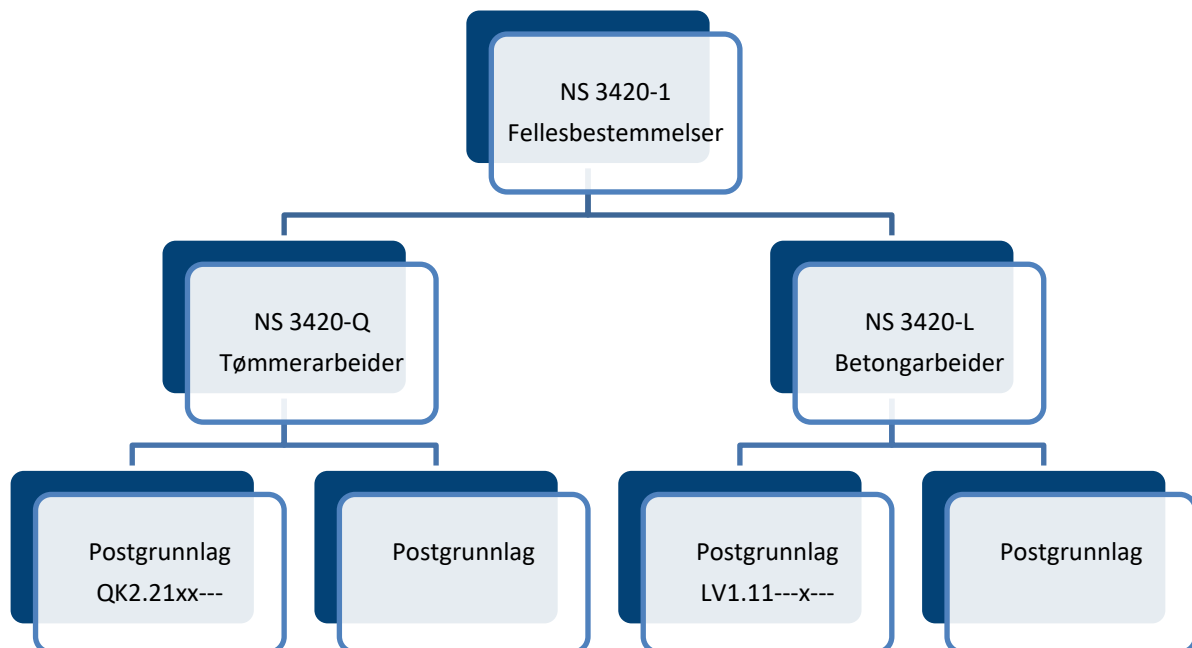 NS 3420-1
Fellesbestemmelser
NS 3420-Q
Tømmerarbeider
NS 3420-L
Betongarbeider
Postgrunnlag
QK2.21xx---
Postgrunnlag
Postgrunnlag
LV1.11---x---
Postgrunnlag